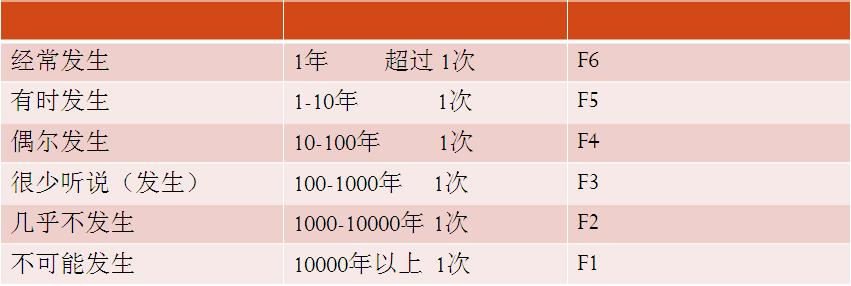 经常发生 1年 超过 1次 F6
有时发生 1-10年 1次 F5
偶尔发生 10-100年 1次 F4
很少听说（发生） 100-1000年 1次 F3
几乎不发生 1000-10000年 1次 F2
不可能发生 10000年以上 1次 F1